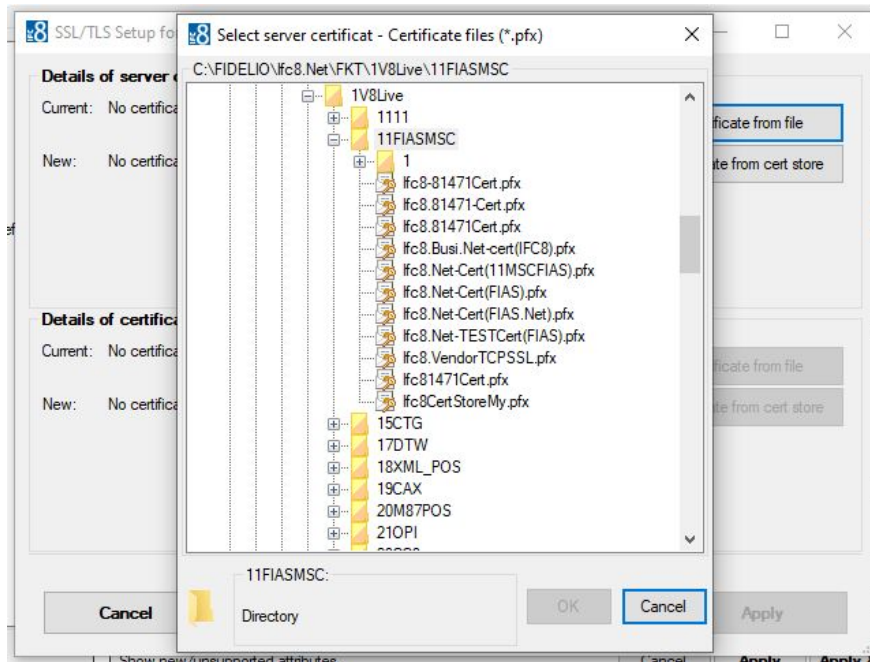 SSL/TLS Setup fo
Select server certificat - Certificate files (*.pfx)
C:\FIDELIO\Ifc8.Net\FKT\1V8Live\11FIASMSC
Details of server c
Current: No certifica
New: No certifica
ificate from file
ate from cert store
1V8Live
1111
11FIASMSC
1
Ifc8-81471Cert.pfx
Ifc8.81471-Cert.pfx
Ifc8.81471Cert.pfx
Ifc8.Busi.Net-cert(IFC8).pfx
Ifc8.Net-Cert(11MSCFIAS).pfx
Ifc8.Net-Cert(FIAS).pfx
Ifc8.Net-Cert(FIAS.Net).pfx
Ifc8.Net-TESTCert(FIAS).pfx
Ifc8.VendorTCPSSL.pfx
Ifc81471Cert.pfx
Ifc8CertStoreMy.pfx
15CTG
17DTW
18XML_POS
19CAX
20M87POS
21OPI
Details of certifica
Current: No certifica
New: No certifica
ificate from file
ate from cert store
11FIASMSC:
Directory
OK
Cancel
Cancel
Apply
Show new/unsupported attributes
Cancel
Apply